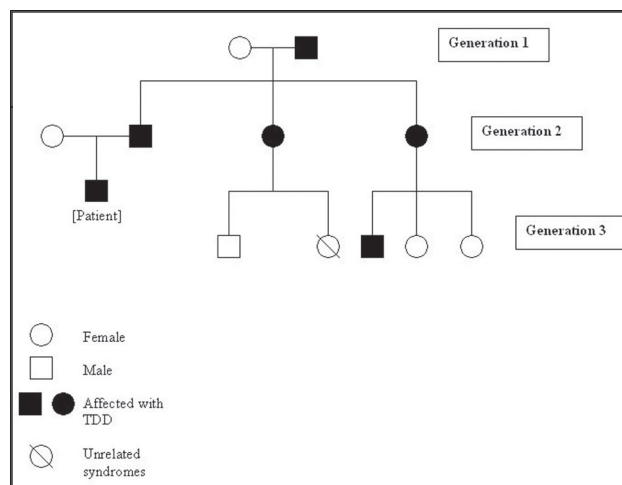 Generation 1
Generation 2
[Patient]
Generation 3
Female
Male
Affected with
TDD
Unrelated
syndromes